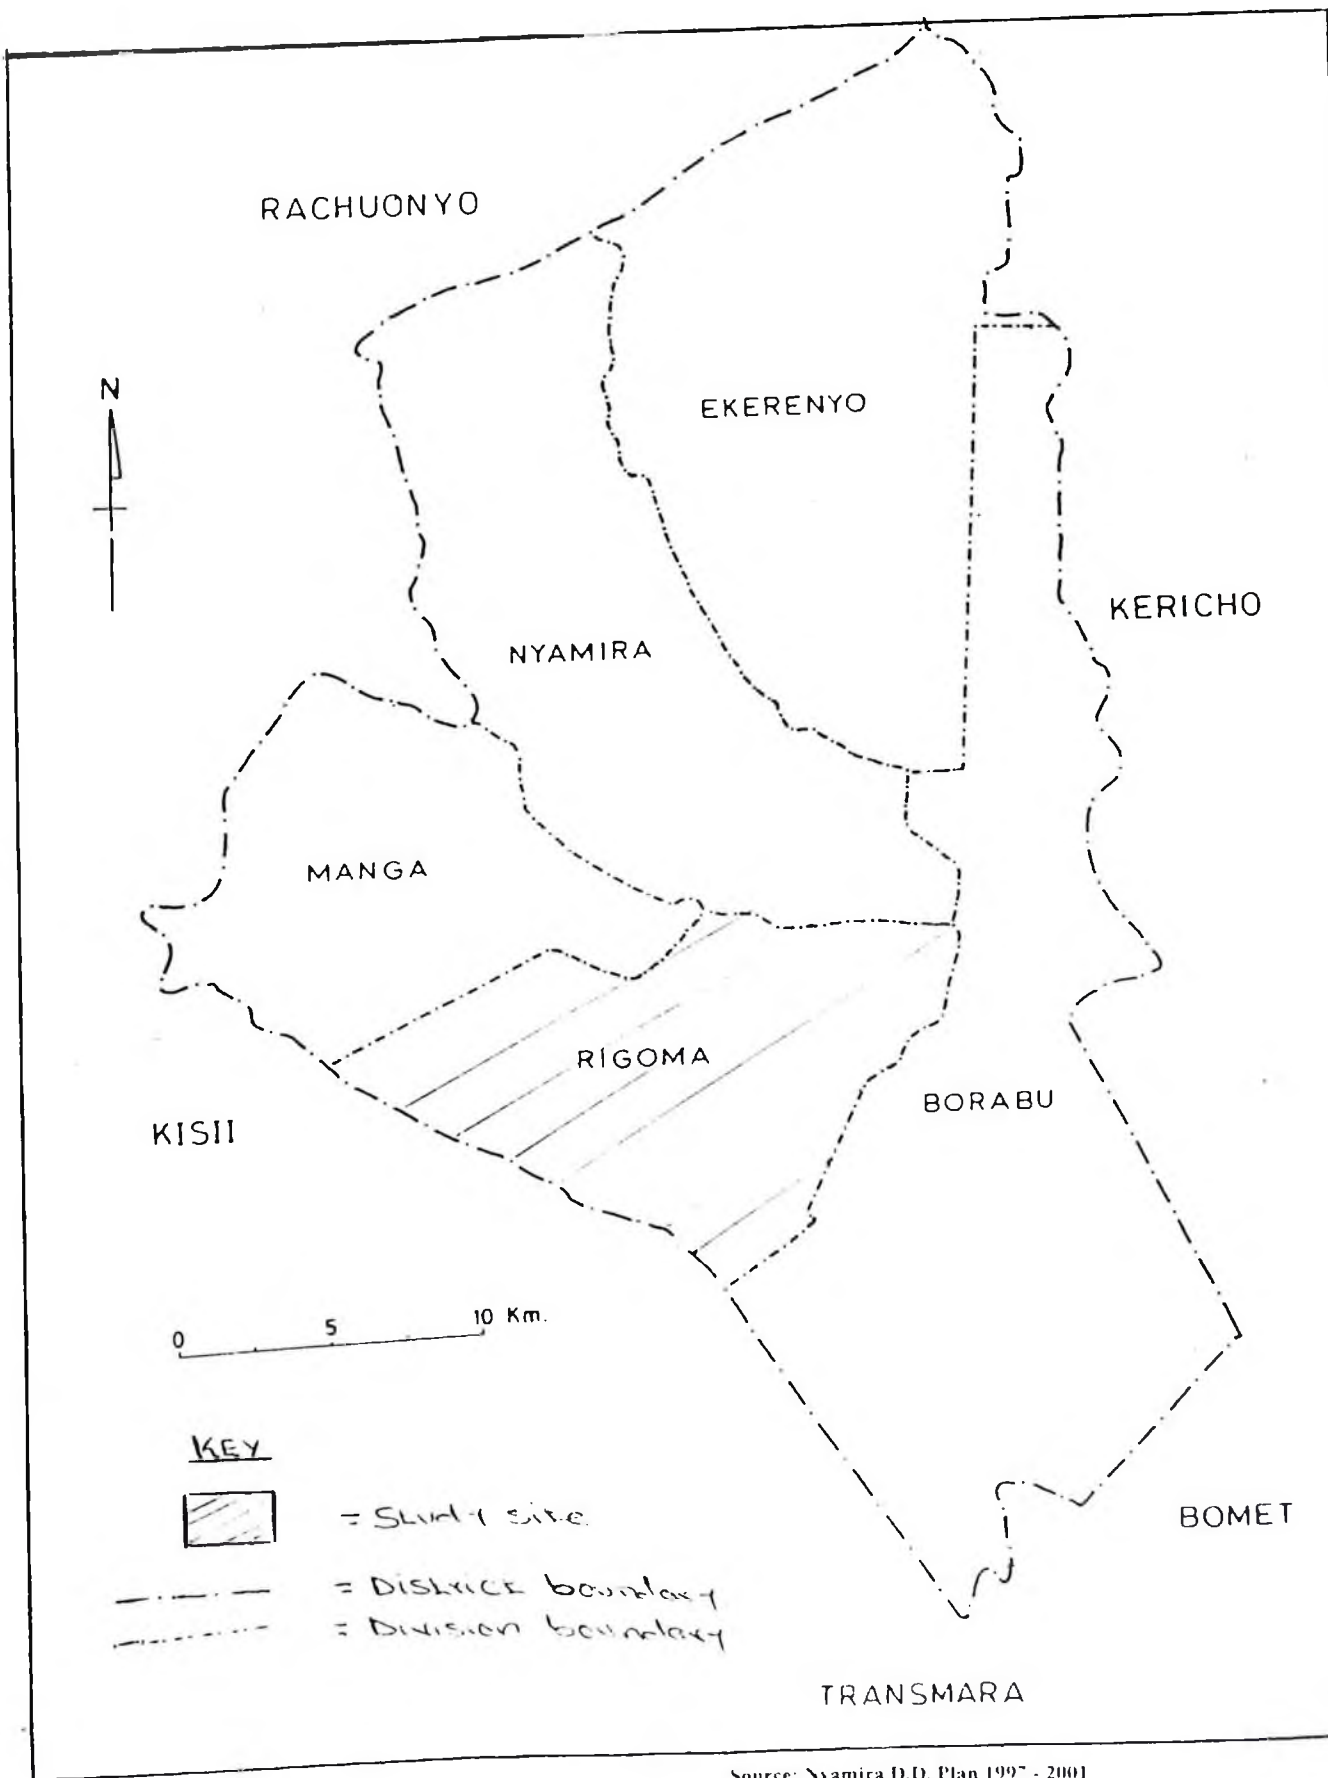 RACHUONYO
N
EKERENYO
KERICHO
NYAMIRA
MANGA
RIGOMA
BORABU
KISII
0 5 10 Km.
KEY
= Study site
= District boundary
= Division boundary
BOMET
TRANSMARA
Source: Nyamira D.D. Plan 1997 - 2001